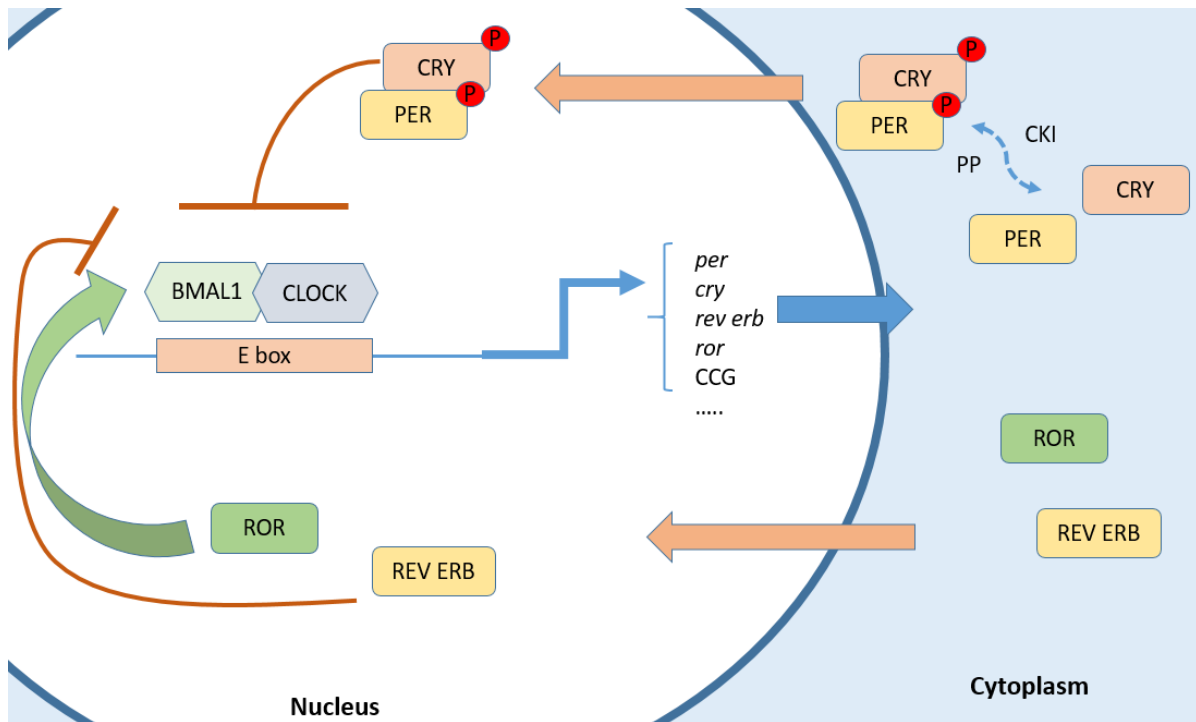 P
CRY
P
PER
P
CRY
P
PER
CKI
PP
CRY
PER
BMAL1
CLOCK
E box
per
cry
rev erb
ror
CCG
.....
ROR
REV ERB
ROR
REV ERB
Nucleus
Cytoplasm